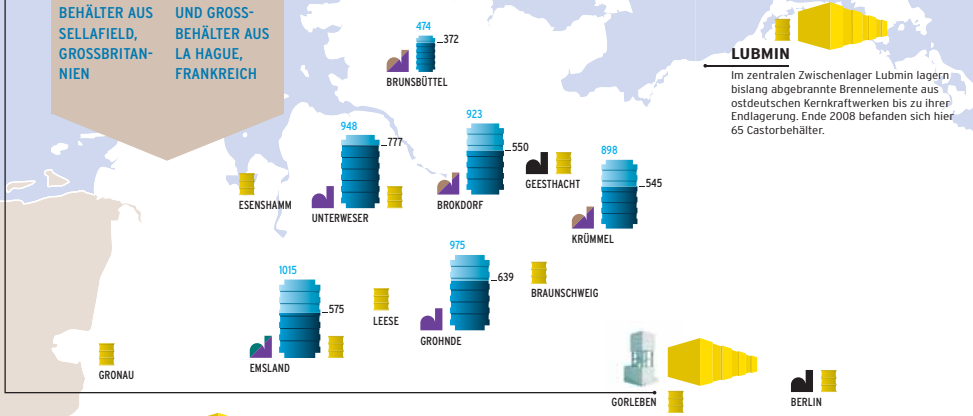 BEHÄLTER AUS
SELLAFIELD,
GROSSBRITAN-
NIEN
UND GROSS-
BEHÄLTER AUS
LA HAGUE,
FRANKREICH
474
372
BRUNSBÜTTEL
LUBMIN
Im zentralen Zwischenlager Lubmin lagern
bislang abgebrannte Brennelemente aus
ostdeutschen Kernkraftwerken bis zu ihrer
Endlagerung. Ende 2008 befanden sich hier
65 Castorbehälter.
948
777
UNTERWESER
ESENSHAMM
923
550
BROKDORF
GEESTHACHT
898
545
KRÜMMEL
1015
575
EMSLAND
LEESE
975
639
GROHNDE
BRAUNSCHWEIG
GRONAU
GORLEBEN
BERLIN